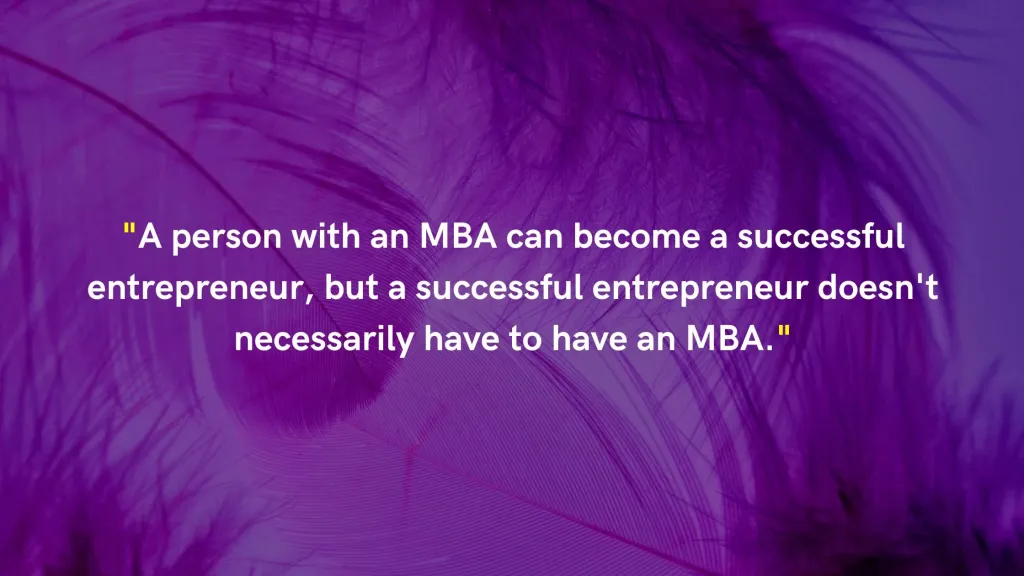 "A person with an MBA can become a successful
entrepreneur, but a successful entrepreneur doesn't
necessarily have to have an MBA."